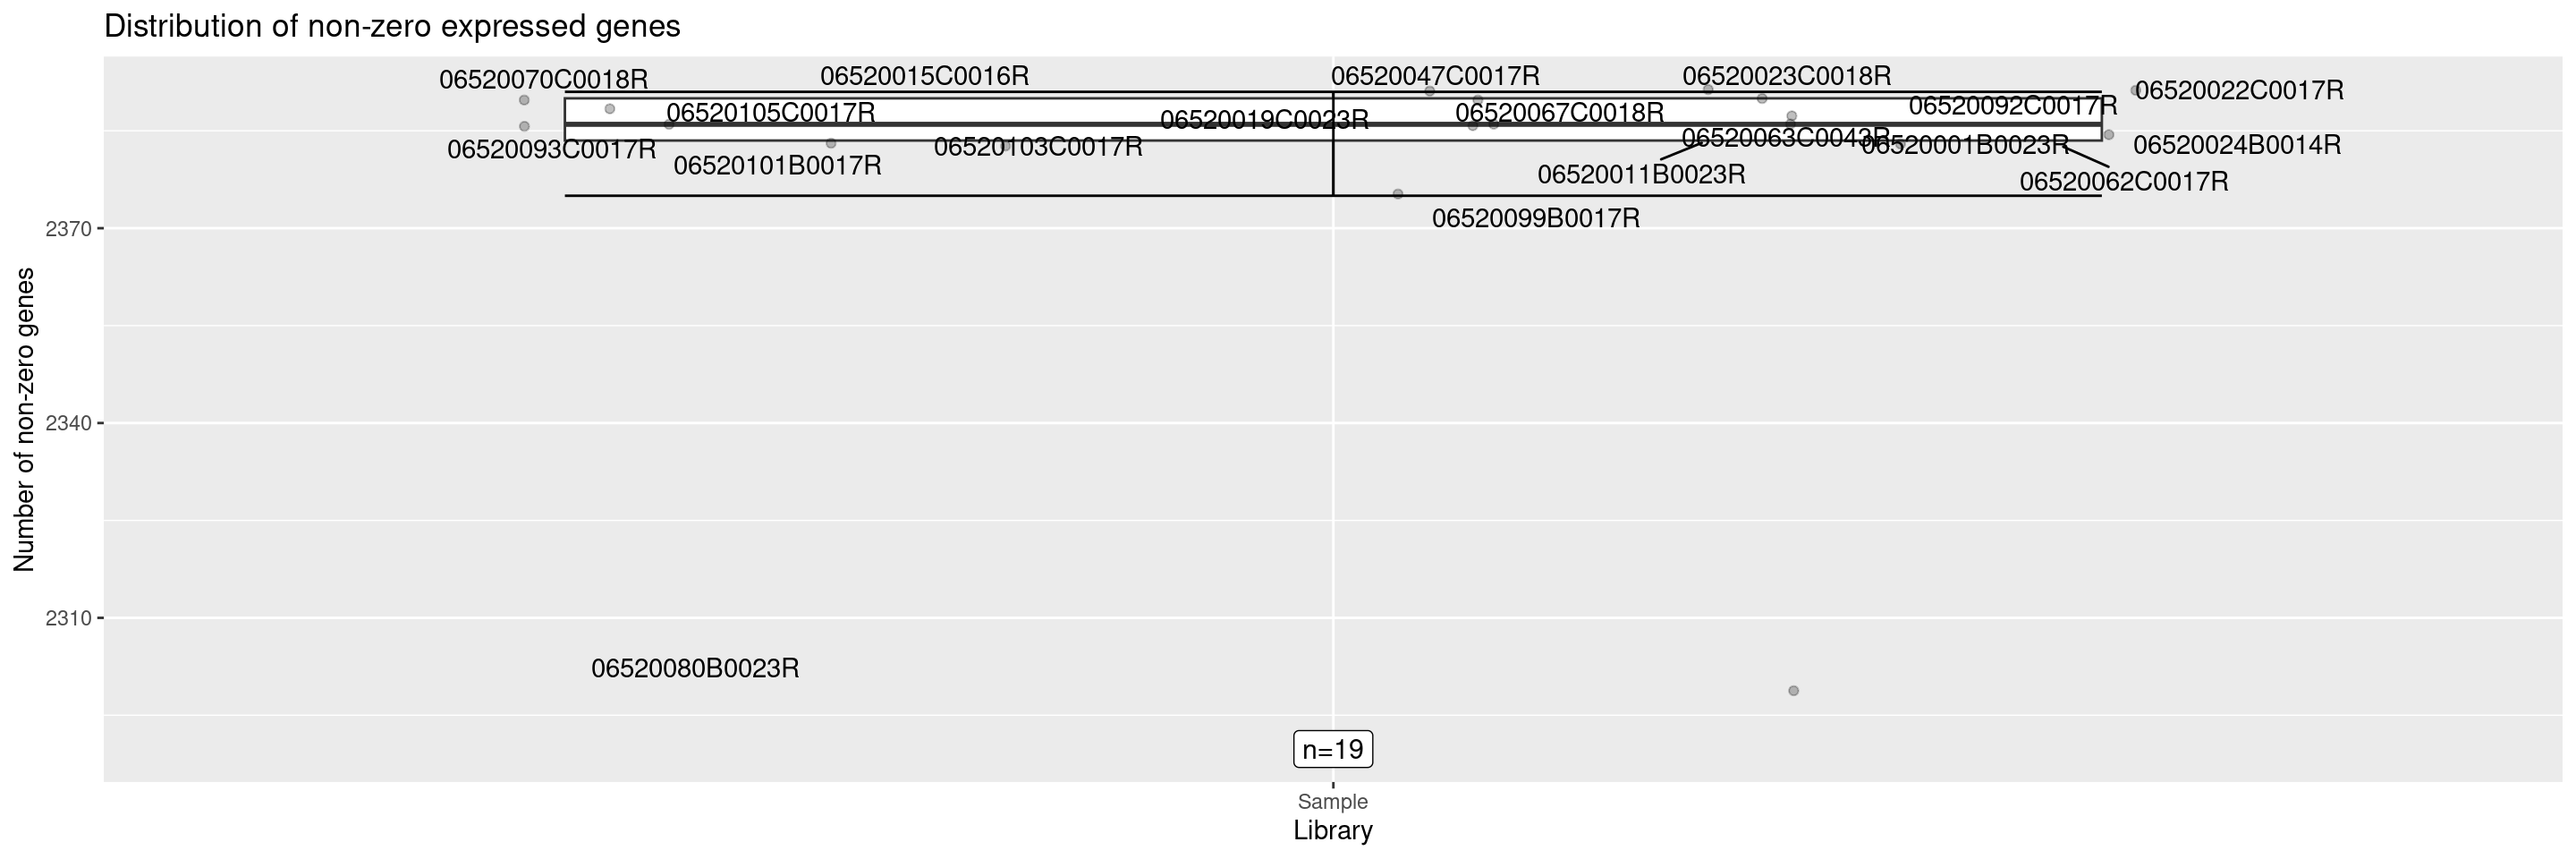 Distribution of non-zero expressed genes
06520070C0018R
06520015C0016R
06520047C0017R
06520023C0018R
06520022C0017R
06520105C0017R
06520019C0023R
06520067C0018R
06520092C0017R
06520093C0017R
06520101B0017R
06520103C0017R
06520063C0043R
06520001B0023R
06520024B0014R
06520011B0023R
06520062C0017R
06520099B0017R
06520080B0023R
2370
2340
2310
Number of non-zero genes
n=19
Sample
Library